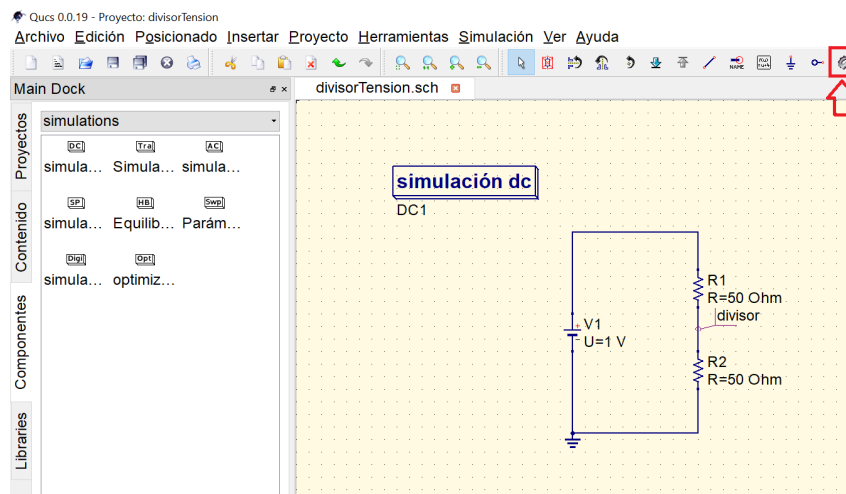 Qucs 0.0.19 - Proyecto: divisorTension
Archivo Edición Posicionado Insertar Proyecto Herramientas Simulación Ver Ayuda
NAME
Main Dock
divisorTension.sch
Proyectos
Contenido
Componentes
Libraries
simulations
DC Tra AC
simula... Simula... simula...
SP HB Swp
simula... Equilib... Parám...
Digi Opt
simula... optimiz...
simulación dc
DC1
R1
R=50 Ohm
divisor
V1
U=1 V
R2
R=50 Ohm